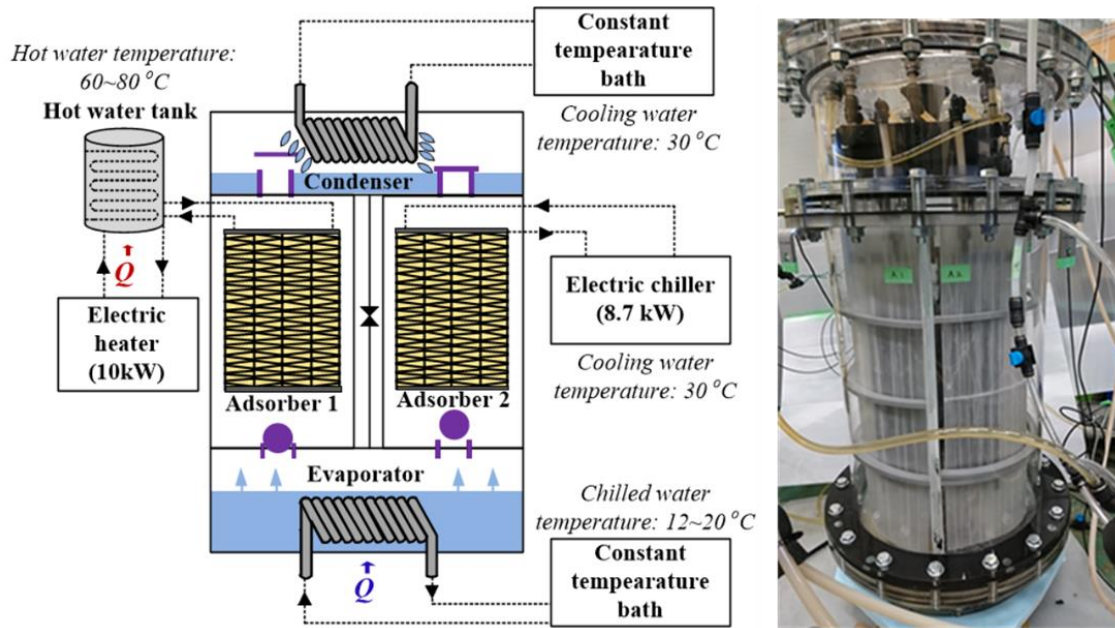 Hot water temperature:
60~80 °C
Hot water tank
Q
Electric
heater
(10kW)
Condenser
Adsorber 1
Adsorber 2
Evaporator
Q
Constant
tempearature
bath
Cooling water
temperature: 30 °C
Electric chiller
(8.7 kW)
Cooling water
temperature: 30 °C
Chilled water
temperature: 12~20 °C
Constant
tempearature
bath
A1
A2